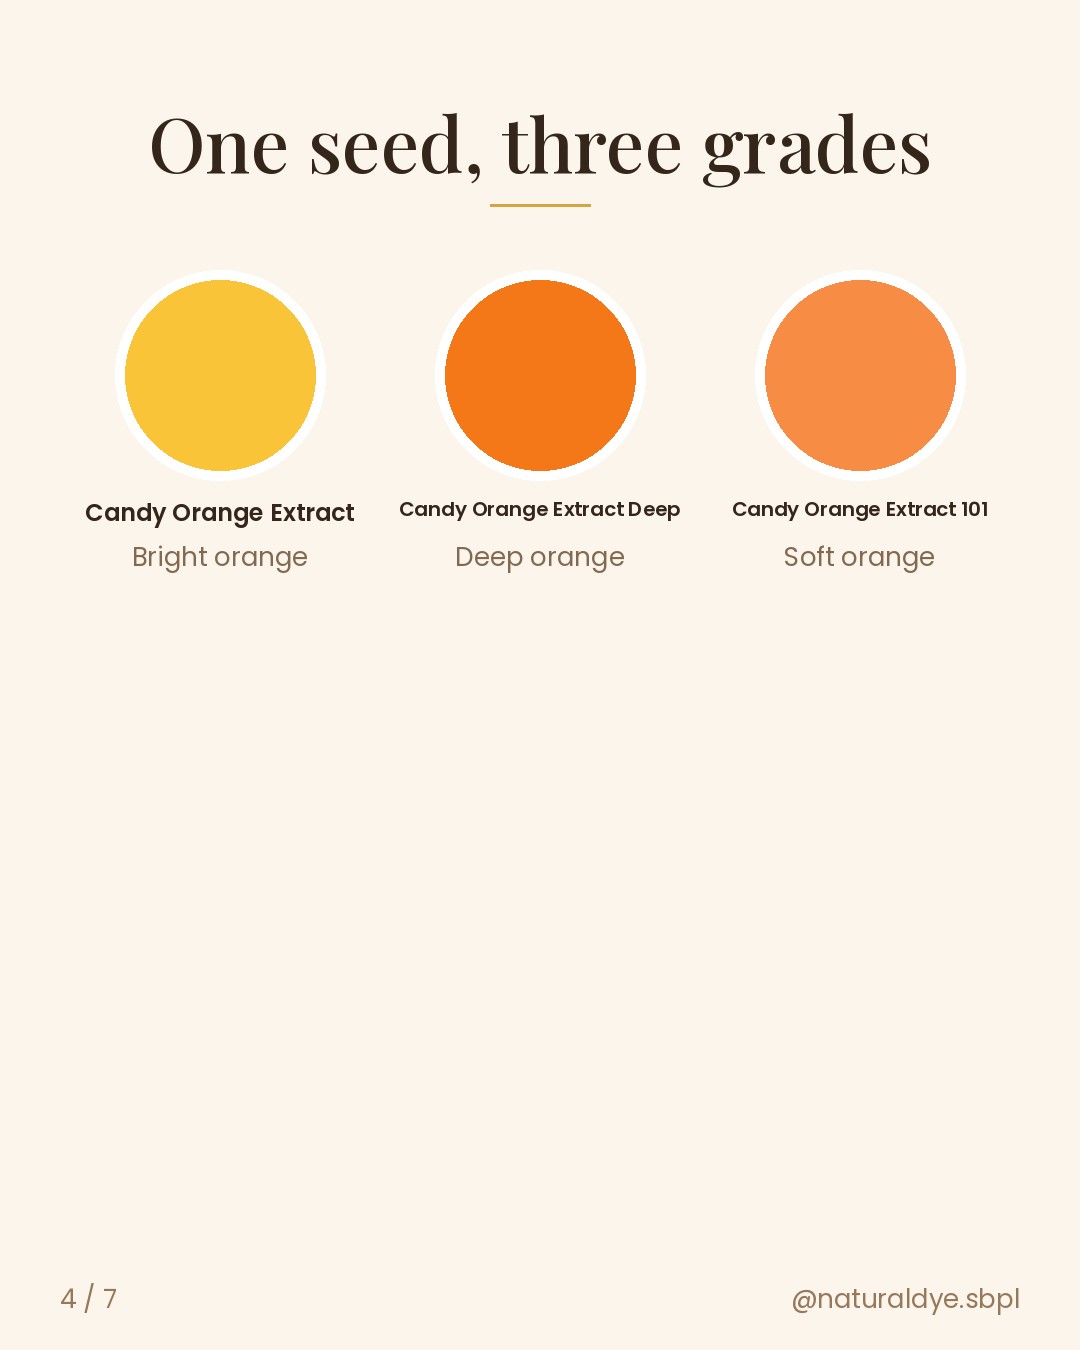 One seed, three grades
Candy Orange Extract
Bright orange
Candy Orange Extract Deep
Deep orange
Candy Orange Extract 101
Soft orange
4 / 7
@naturaldye.sbpl